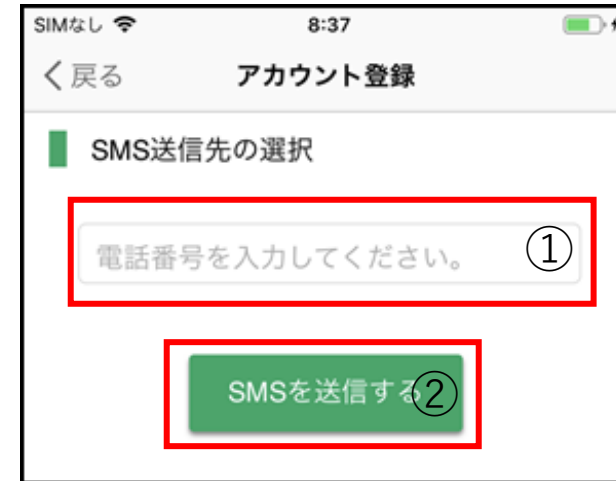 SIMなし 8:37
戻る アカウント登録
SMS送信先の選択
電話番号を入力してください。 ①
SMSを送信する ②